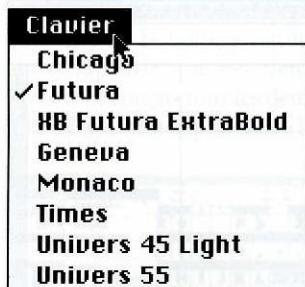 Clavier
Chicago
✓Futura
XB Futura ExtraBold
Geneva
Monaco
Times
Univers 45 Light
Univers 55